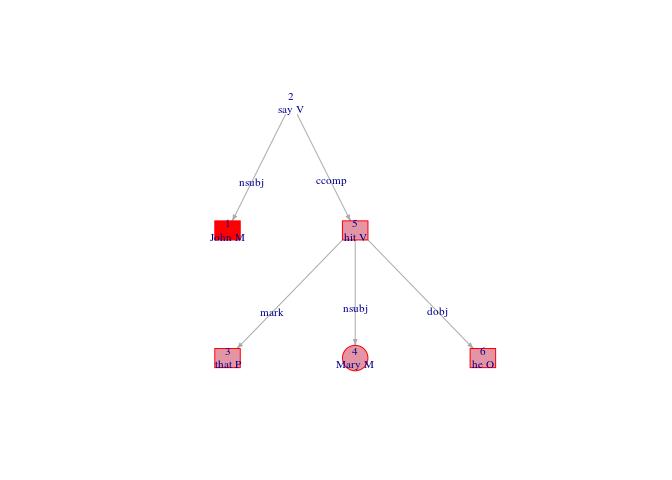 2
say V
nsubj
ccomp
1
John M
5
hit V
mark
nsubj
dobj
3
that P
4
Mary M
6
he O